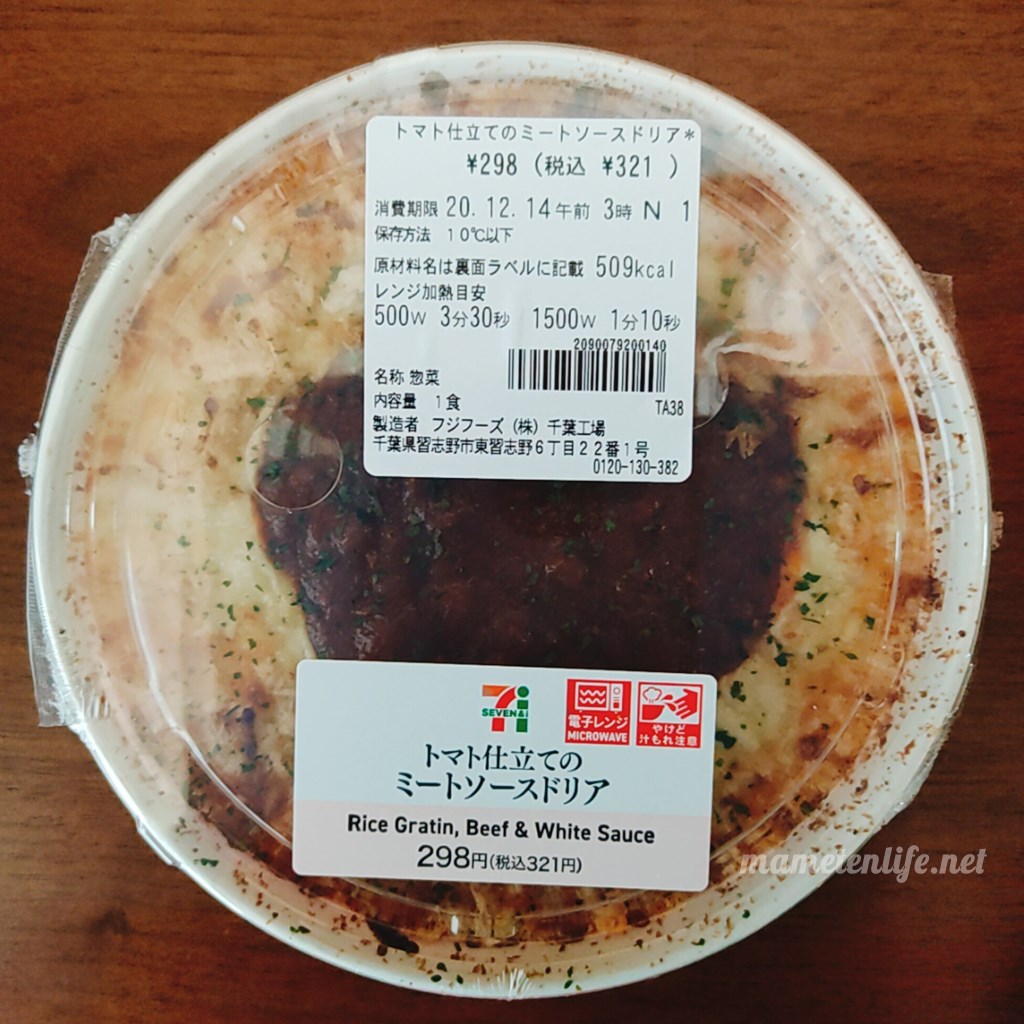 トマト仕立てのミートソースドリア*
¥298 (税込 ¥321 )
消費期限 20.12.14午前 3時 N 1
保存方法 10℃以下
原材料名は裏面ラベルに記載 509kcal
レンジ加熱目安
500W 3分30秒 1500W 1分10秒
2090079200140
名称 惣菜
内容量 1食
TA38
製造者 フジフーズ(株)千葉工場
千葉県習志野市東習志野6丁目22番1号
0120-130-382
7i
SEVEN&i
電子レンジ
MICROWAVE
やけど
汁もれ注意
トマト仕立ての
ミートソースドリア
Rice Gratin, Beef & White Sauce
298円(税込321円)
mametenlife.net